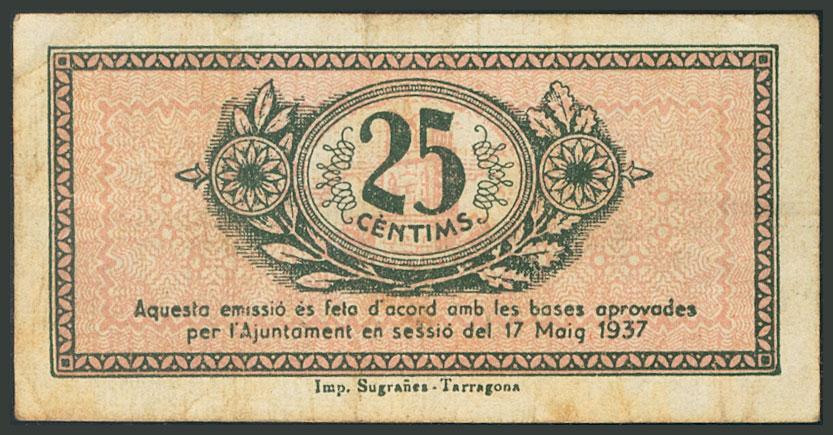 25
CÈNTIMS.
Aquesta emissió és feta d'acord amb les bases aprovades
per l'Ajuntament en sessió del 17 Maig 1937
Imp. Sugrañes - Tarragona